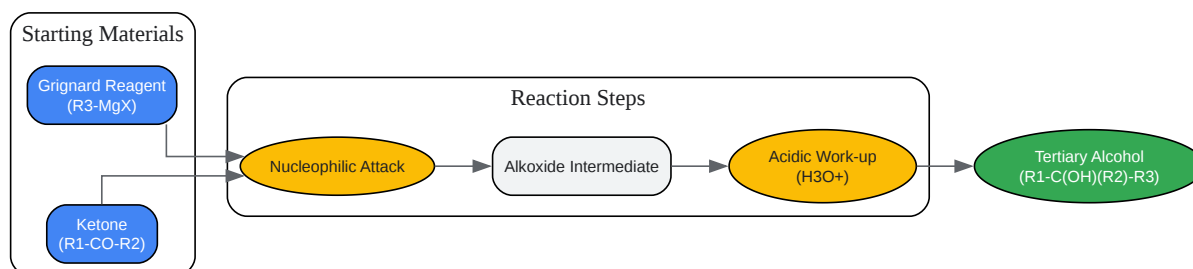 Starting Materials
Grignard Reagent
(R3-MgX)
Ketone
(R1-CO-R2)
Reaction Steps
Nucleophilic Attack
Alkoxide Intermediate
Acidic Work-up
(H3O+)
Tertiary Alcohol
(R1-C(OH)(R2)-R3)